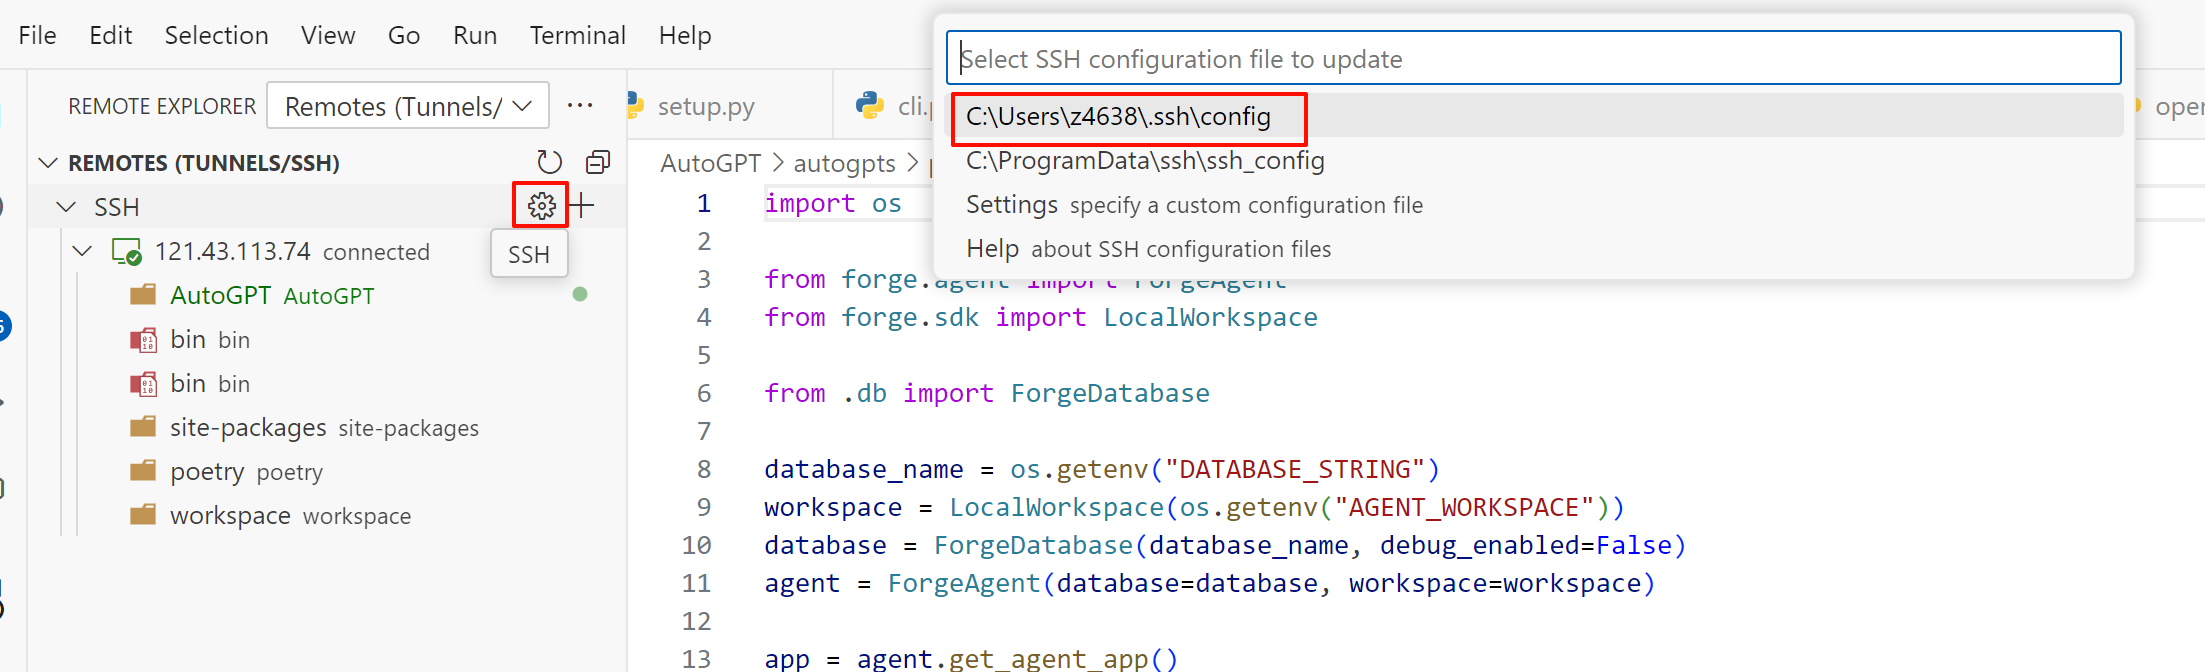 File Edit Selection View Go Run Terminal Help
Select SSH configuration file to update
C:\Users\z4638\.ssh\config
C:\ProgramData\ssh\ssh_config
Settings specify a custom configuration file
Help about SSH configuration files
REMOTE EXPLORER Remotes (Tunnels/
REMOTES (TUNNELS/SSH)
SSH
SSH
121.43.113.74 connected
AutoGPT AutoGPT
bin bin
bin bin
site-packages site-packages
poetry poetry
workspace workspace
setup.py
AutoGPT > autogpts >
1 import os
2
3 from forge.agent import ForgeAgent
4 from forge.sdk import LocalWorkspace
5
6 from .db import ForgeDatabase
7
8 database_name = os.getenv("DATABASE_STRING")
9 workspace = LocalWorkspace(os.getenv("AGENT_WORKSPACE"))
10 database = ForgeDatabase(database_name, debug_enabled=False)
11 agent = ForgeAgent(database=database, workspace=workspace)
12
13 app = agent.get_agent_app()